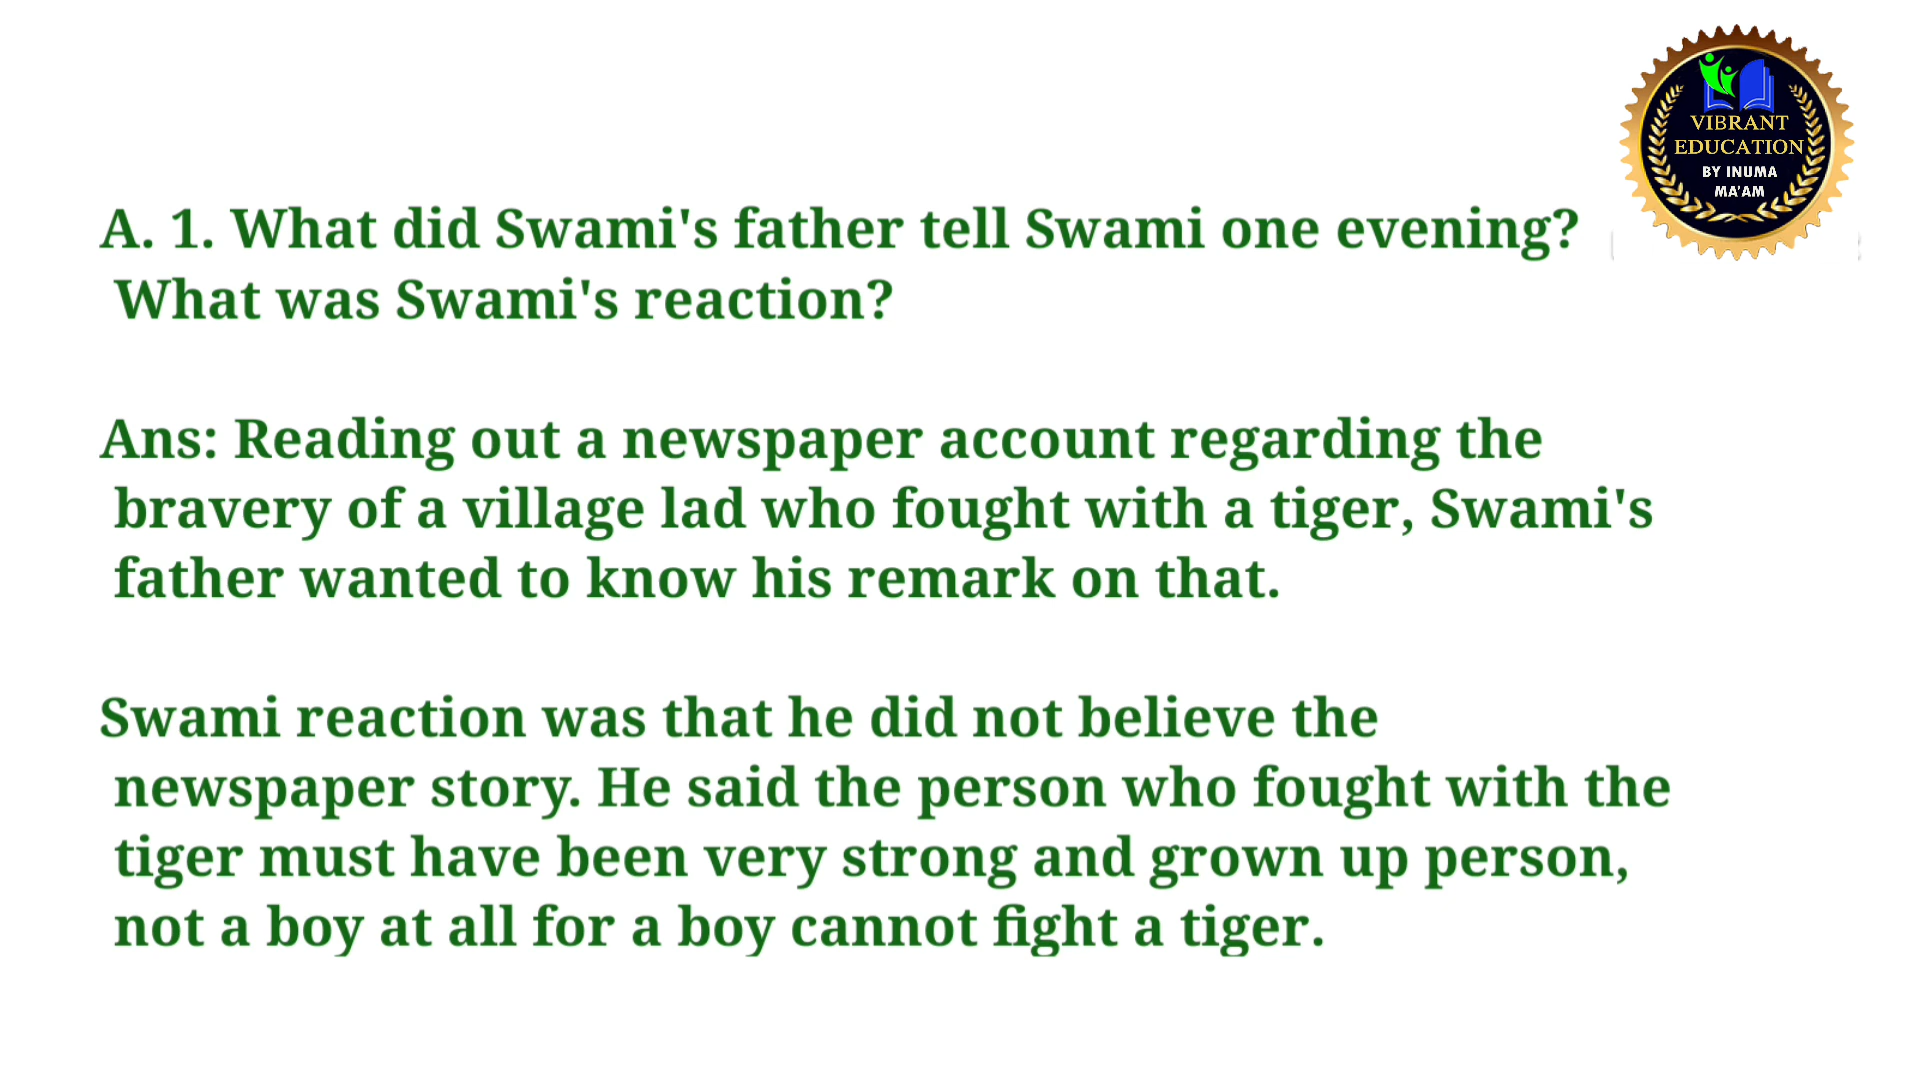 VIBRANT
EDUCATION
BY INUMA
MA'AM
A. 1. What did Swami's father tell Swami one evening?
What was Swami's reaction?
Ans: Reading out a newspaper account regarding the
bravery of a village lad who fought with a tiger, Swami's
father wanted to know his remark on that.
Swami reaction was that he did not believe the
newspaper story. He said the person who fought with the
tiger must have been very strong and grown up person,
not a boy at all for a boy cannot fight a tiger.